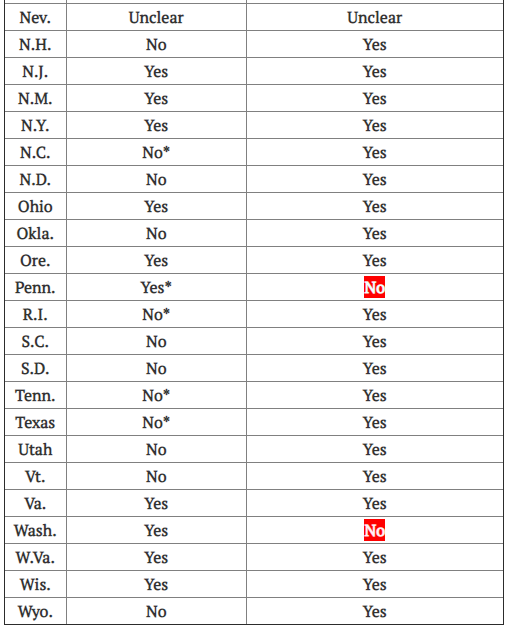 Nev. Unclear Unclear
N.H. No Yes
N.J. Yes Yes
N.M. Yes Yes
N.Y. Yes Yes
N.C. No* Yes
N.D. No Yes
Ohio Yes Yes
Okla. No Yes
Ore. Yes Yes
Penn. Yes* No
R.I. No* Yes
S.C. No Yes
S.D. No Yes
Tenn. No* Yes
Texas No* Yes
Utah No Yes
Vt. No Yes
Va. Yes Yes
Wash. Yes No
W.Va. Yes Yes
Wis. Yes Yes
Wyo. No Yes